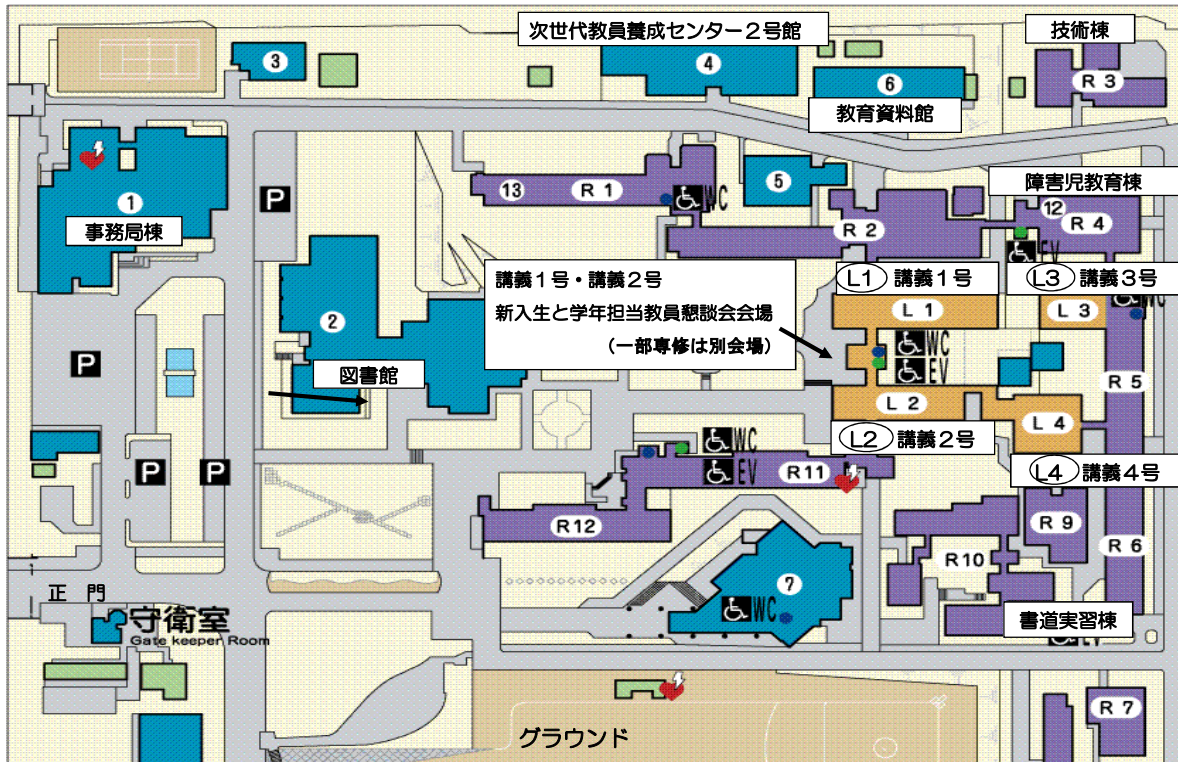 次世代教員養成センター2号館
技術棟
3
4
6
R 3
教育資料館
1
事務局棟
P
13
R 1
WC
5
障害児教育棟
12
R 4
R 2
EV
講義1号・講義2号
新入生と学年担当教員懇談会会場
(一部専修は別会場)
L1 講義1号
L3 講義3号
L 1
L 3
WC
2
WC
EV
P
図書館
R 5
L 2
L 4
L2 講義2号
WC
EV
R11
L4 講義4号
P
P
R12
R 9
R10
R 6
7
WC
正門
守衛室
Gate keeper Room
書道実習棟
EV
R 7
グラウンド